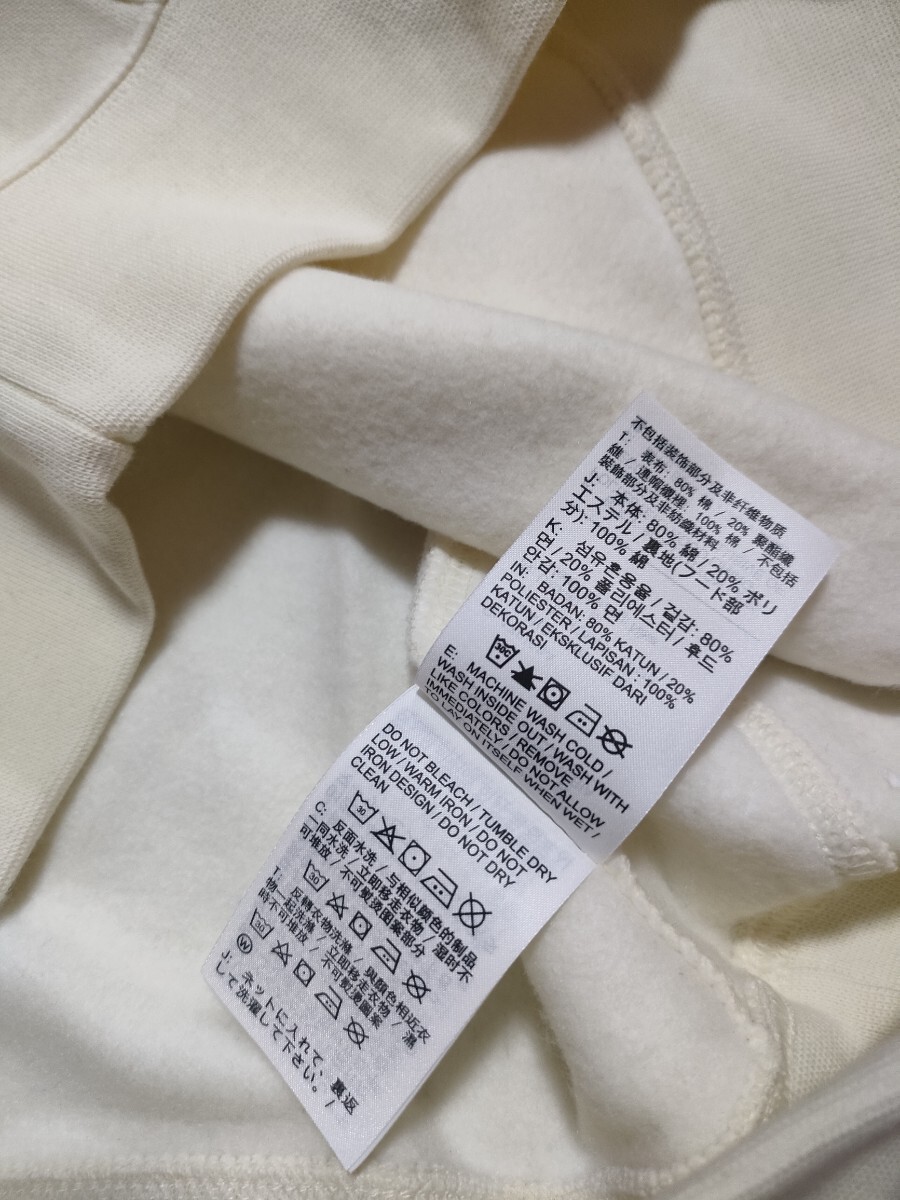 不包括装饰部分及非纤维物质
T: 表布: 80% 棉 / 20% 聚酯纖
維 / 連帽裡: 100% 棉 / 不包括
裝飾部分及非紡織材料
J: 本体: 80% 綿 / 20% ポリ
エステル / 裏地(フード部
分): 100% 綿
K: 섬유 혼용율 / 겉감: 80%
면 / 20% 폴리에스터 / 후드
안감: 100% 면
IN: BADAN: 80% KATUN / 20%
POLIESTER / LAPISAN : 100%
KATUN / EKSKLUSIF DARI
DEKORASI
30C
E: MACHINE WASH COLD /
WASH INSIDE OUT / WASH WITH
LIKE COLORS / REMOVE
IMMEDIATELY / DO NOT ALLOW
TO LAY ON ITSELF WHEN WET /
DO NOT BLEACH / TUMBLE DRY
LOW / WARM IRON / DO NOT
IRON DESIGN / DO NOT DRY
CLEAN
30
C: 反面水洗 / 与相似颜色的制品
一同水洗 / 立即移走衣物 / 湿时不
可堆放 / 不可熨烫图案部分
30
T: 反轉衣物洗滌 / 與顏色相近衣
物一起洗滌 / 立即移走衣物 / 濕
時不可堆放 / 不可熨燙圖案
30
W
J: ネットに入れて、裏返
して洗濯して下さい。/